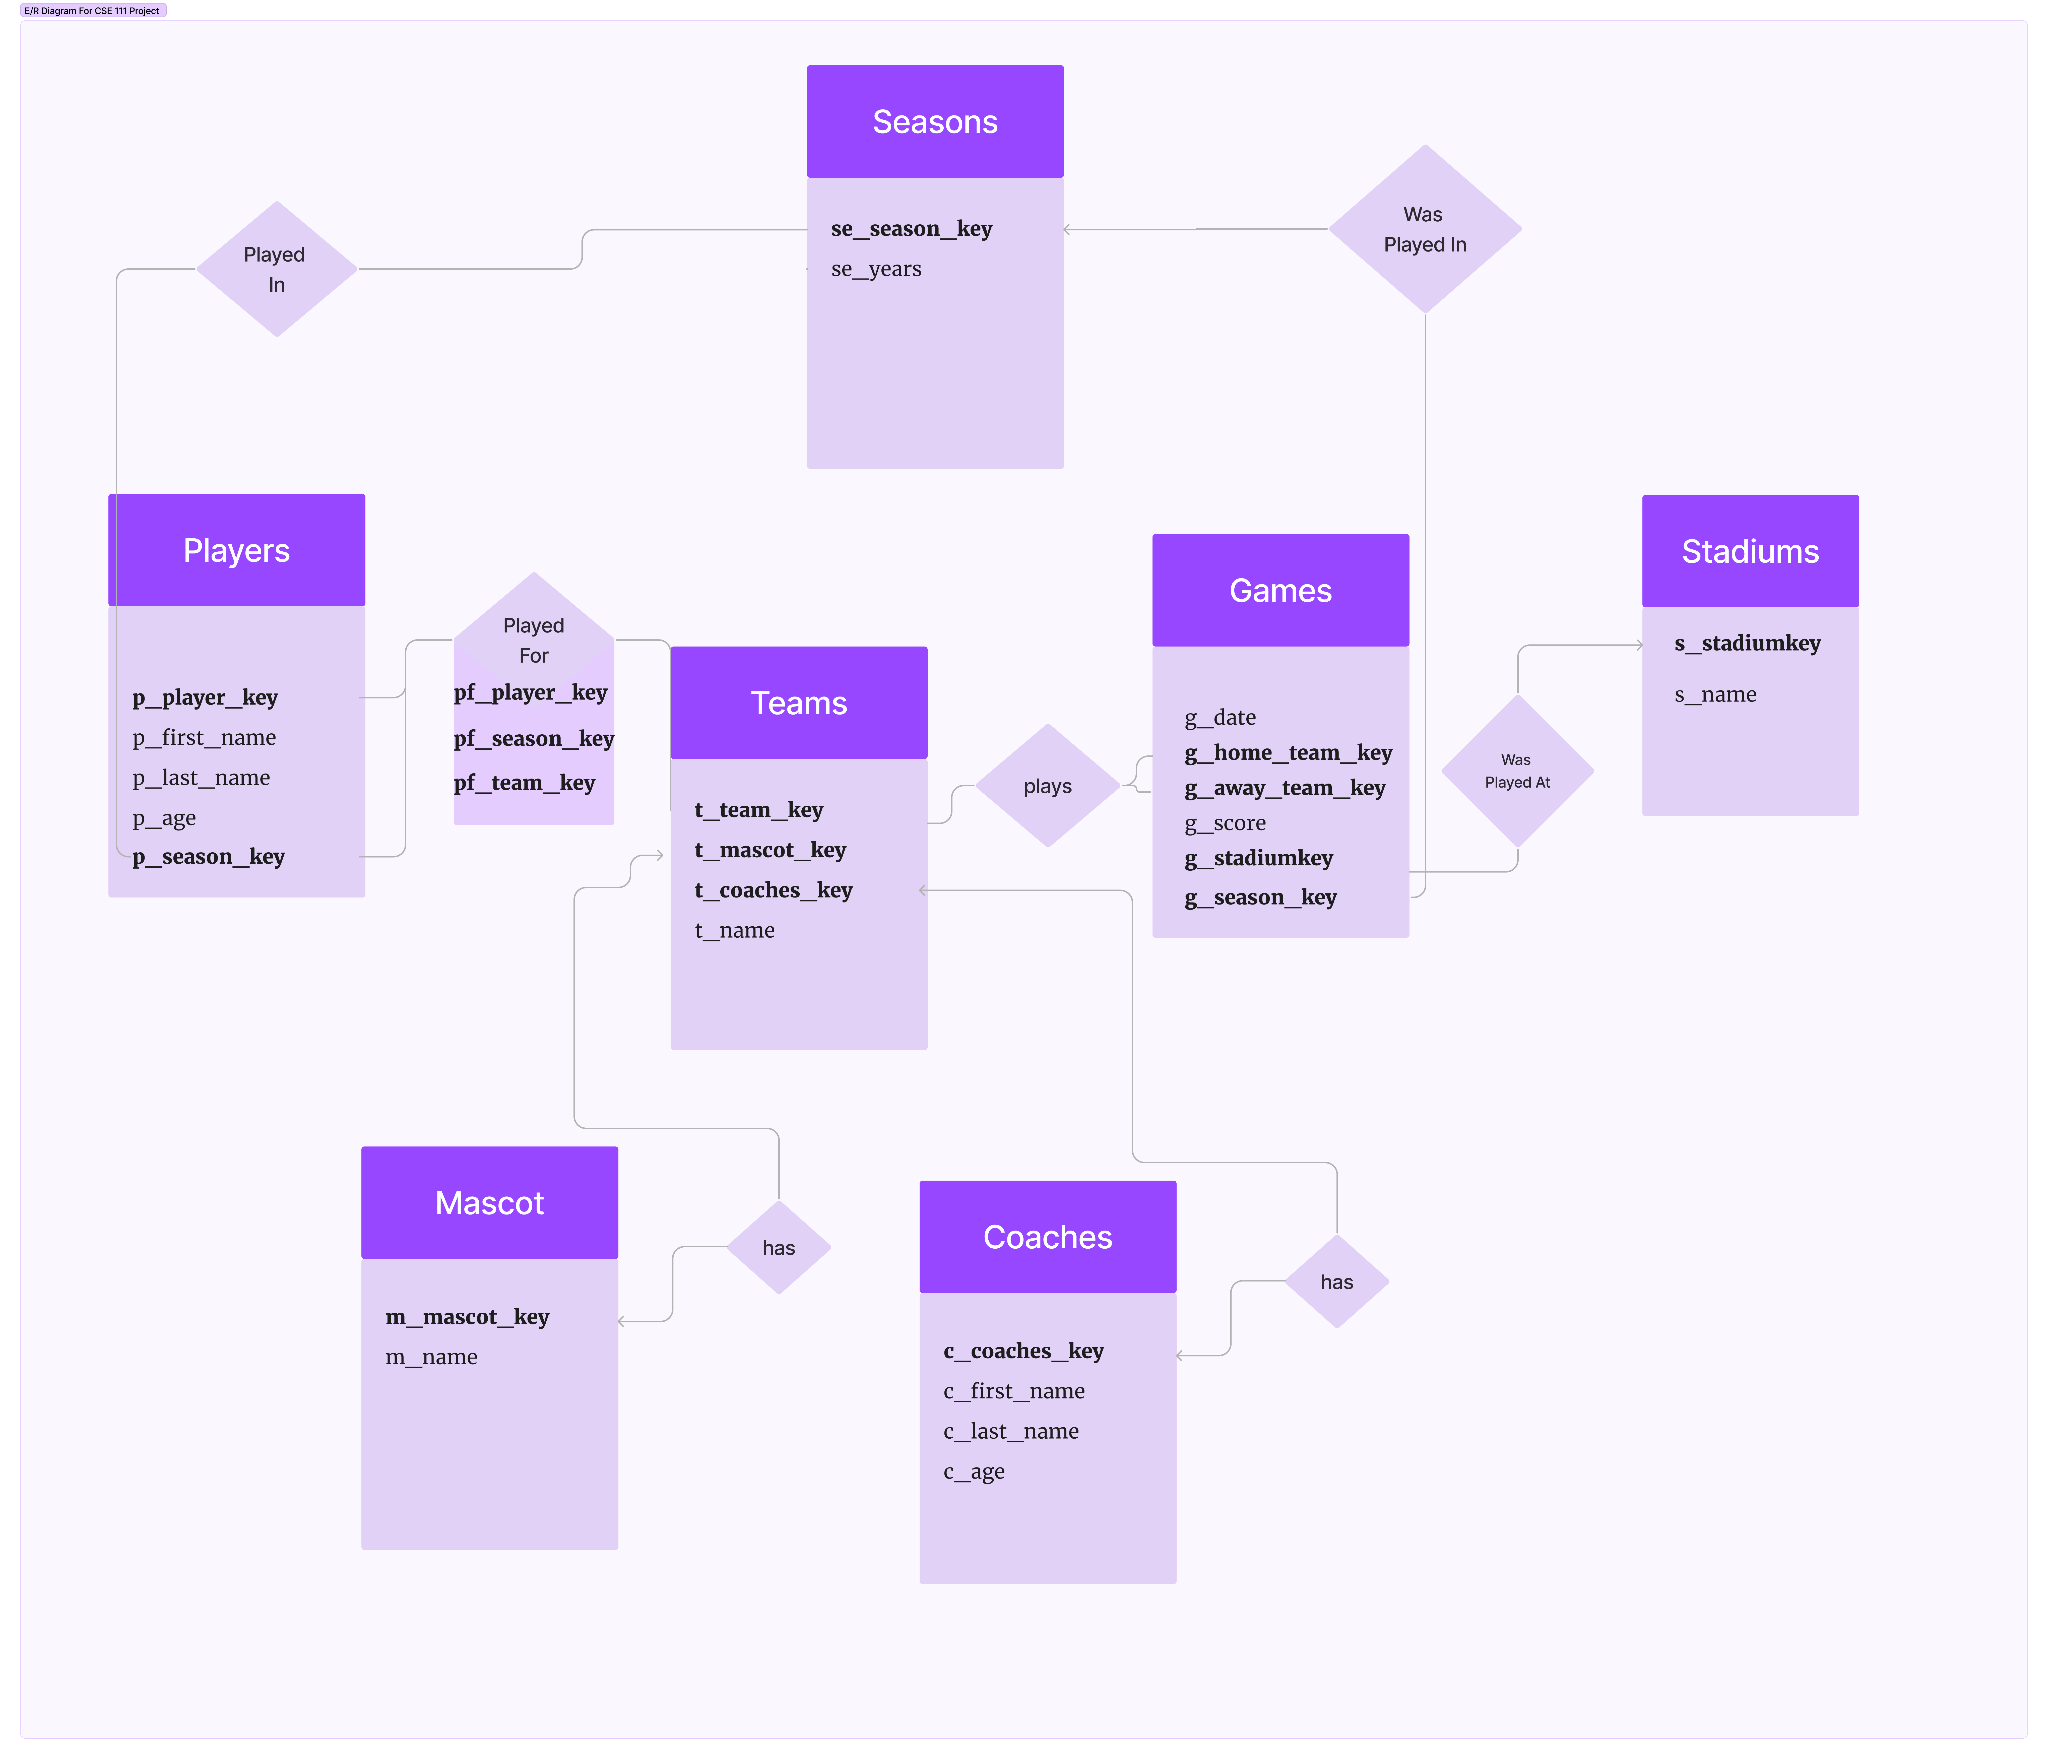 E/R Diagram For CSE 111 Project
Seasons
se_season_key
se_years
Played
In
Was
Played In
Players
p_player_key
p_first_name
p_last_name
p_age
p_season_key
Played
For
pf_player_key
pf_season_key
pf_team_key
Teams
t_team_key
t_mascot_key
t_coaches_key
t_name
plays
Games
g_date
g_home_team_key
g_away_team_key
g_score
g_stadiumkey
g_season_key
Was
Played At
Stadiums
s_stadiumkey
s_name
Mascot
m_mascot_key
m_name
has
Coaches
c_coaches_key
c_first_name
c_last_name
c_age
has